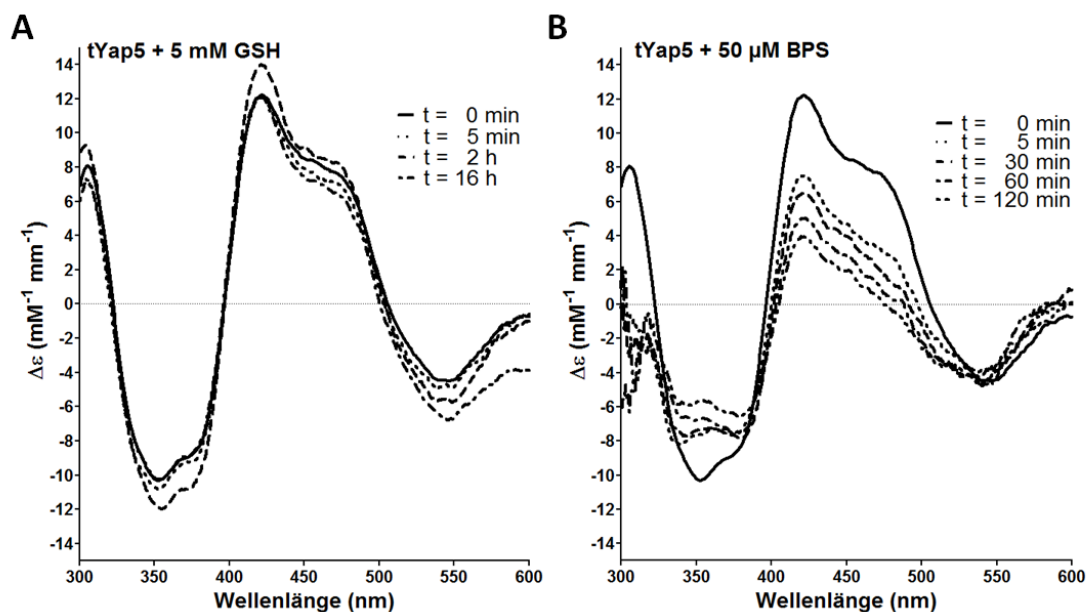 A
tYap5 + 5 mM GSH
t = 0 min
t = 5 min
t = 2 h
t = 16 h
14
12
10
8
6
4
2
0
-2
-4
-6
-8
-10
-12
-14
Δε (mM-1 mm-1)
300 350 400 450 500 550 600
Wellenlänge (nm)
B
tYap5 + 50 µM BPS
t = 0 min
t = 5 min
t = 30 min
t = 60 min
t = 120 min
14
12
10
8
6
4
2
0
-2
-4
-6
-8
-10
-12
-14
Δε (mM-1 mm-1)
300 350 400 450 500 550 600
Wellenlänge (nm)